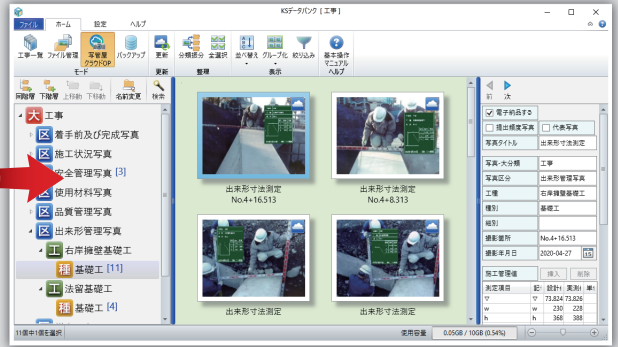 KSデータバンク [ 工事 ]
ファイル ホーム 設定 ヘルプ
工事一覧 ファイル管理 写管屋クラウドOP バックアップ 更新 分類振分 全選択 並べ替え グループ化 絞り込み 基本操作マニュアル
モード 更新 整理 表示 ヘルプ
同階層 下階層 上移動 下移動 名前変更 検索
前 次
大 工事
区 着手前及び完成写真
区 施工状況写真
安全管理写真 [3]
使用材料写真
区 品質管理写真
区 出来形管理写真
工 右岸擁壁基礎工
種 基礎工 [11]
工 法留基礎工
種 基礎工 [4]
出来形寸法測定
No.4+16.513
出来形寸法測定
No.4+8.313
出来形寸法測定
出来形寸法測定
電子納品する
提出頻度写真 代表写真
写真タイトル 出来形寸法測定
写真-大分類 工事
写真区分 出来形管理写真
工種 右岸擁壁基礎工
種別 基礎工
細別
撮影箇所 No.4+16.513
撮影年月日 2020-04-27 15
施工管理値 挿入 削除
測定項目 記 設計 実測 単
▽ ▽ 73.824 73.826
w w 230 228
h h 368 388
11個中1個を選択
使用容量 0.05GB / 10GB (0.54%)